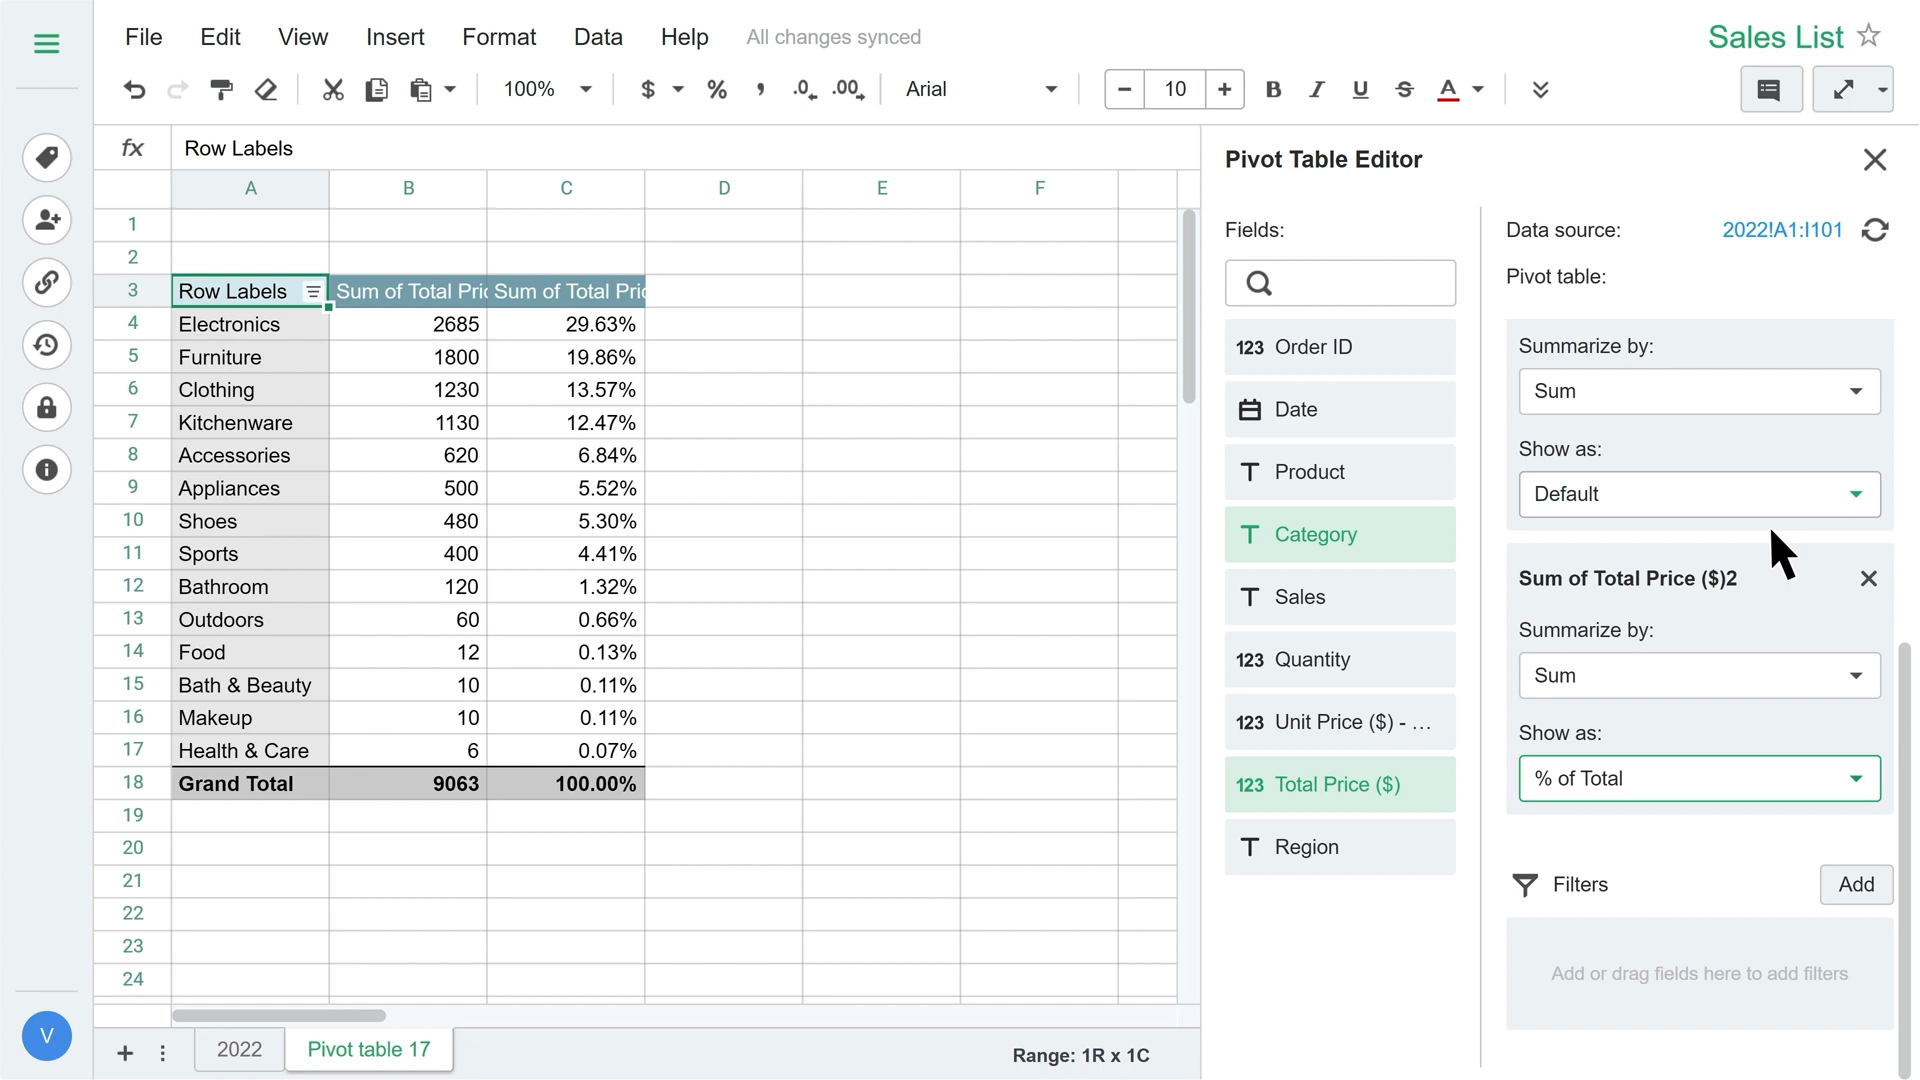 File Edit View Insert Format Data Help All changes synced
Sales List
100% $ % , .0 .00 Arial 10 B I U S A
fx Row Labels
A B C D E F
1
2
3 Row Labels Sum of Total Pric Sum of Total Pric
4 Electronics 2685 29.63%
5 Furniture 1800 19.86%
6 Clothing 1230 13.57%
7 Kitchenware 1130 12.47%
8 Accessories 620 6.84%
9 Appliances 500 5.52%
10 Shoes 480 5.30%
11 Sports 400 4.41%
12 Bathroom 120 1.32%
13 Outdoors 60 0.66%
14 Food 12 0.13%
15 Bath & Beauty 10 0.11%
16 Makeup 10 0.11%
17 Health & Care 6 0.07%
18 Grand Total 9063 100.00%
19
20
21
22
23
24
V
2022 Pivot table 17
Range: 1R x 1C
Pivot Table Editor
Fields:
123 Order ID
Date
T Product
T Category
T Sales
123 Quantity
123 Unit Price ($) - ...
123 Total Price ($)
T Region
Data source: 2022!A1:I101
Pivot table:
Summarize by:
Sum
Show as:
Default
Sum of Total Price ($)2
Summarize by:
Sum
Show as:
% of Total
Filters Add
Add or drag fields here to add filters